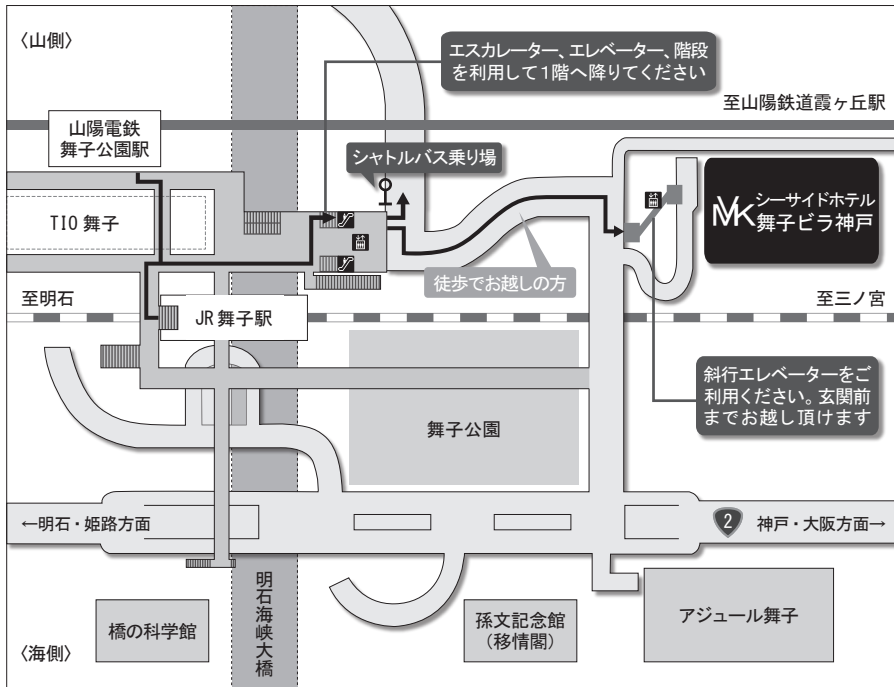 〈山側〉
エスカレーター、エレベーター、階段
を利用して1階へ降りてください
至山陽鉄道霞ヶ丘駅
山陽電鉄
舞子公園駅
シャトルバス乗り場
TIO 舞子
MVK
シーサイドホテル
舞子ビラ神戸
徒歩でお越しの方
至明石
至三ノ宮
JR 舞子駅
斜行エレベーターをご
利用ください。玄関前
までお越し頂けます
舞子公園
←明石・姫路方面
2
神戸・大阪方面→
明石海峡大橋
橋の科学館
孫文記念館
(移情閣)
アジュール舞子
〈海側〉